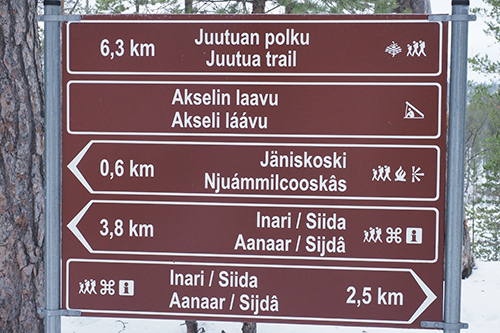 6,3 km Juutuan polku
Juutua trail
Akselin laavu
Akseli láávu
0,6 km Jäniskoski
Njuámmilcooskâs
3,8 km Inari / Siida
Aanaar / Sijdâ
Inari / Siida
Aanaar / Sijdâ 2,5 km